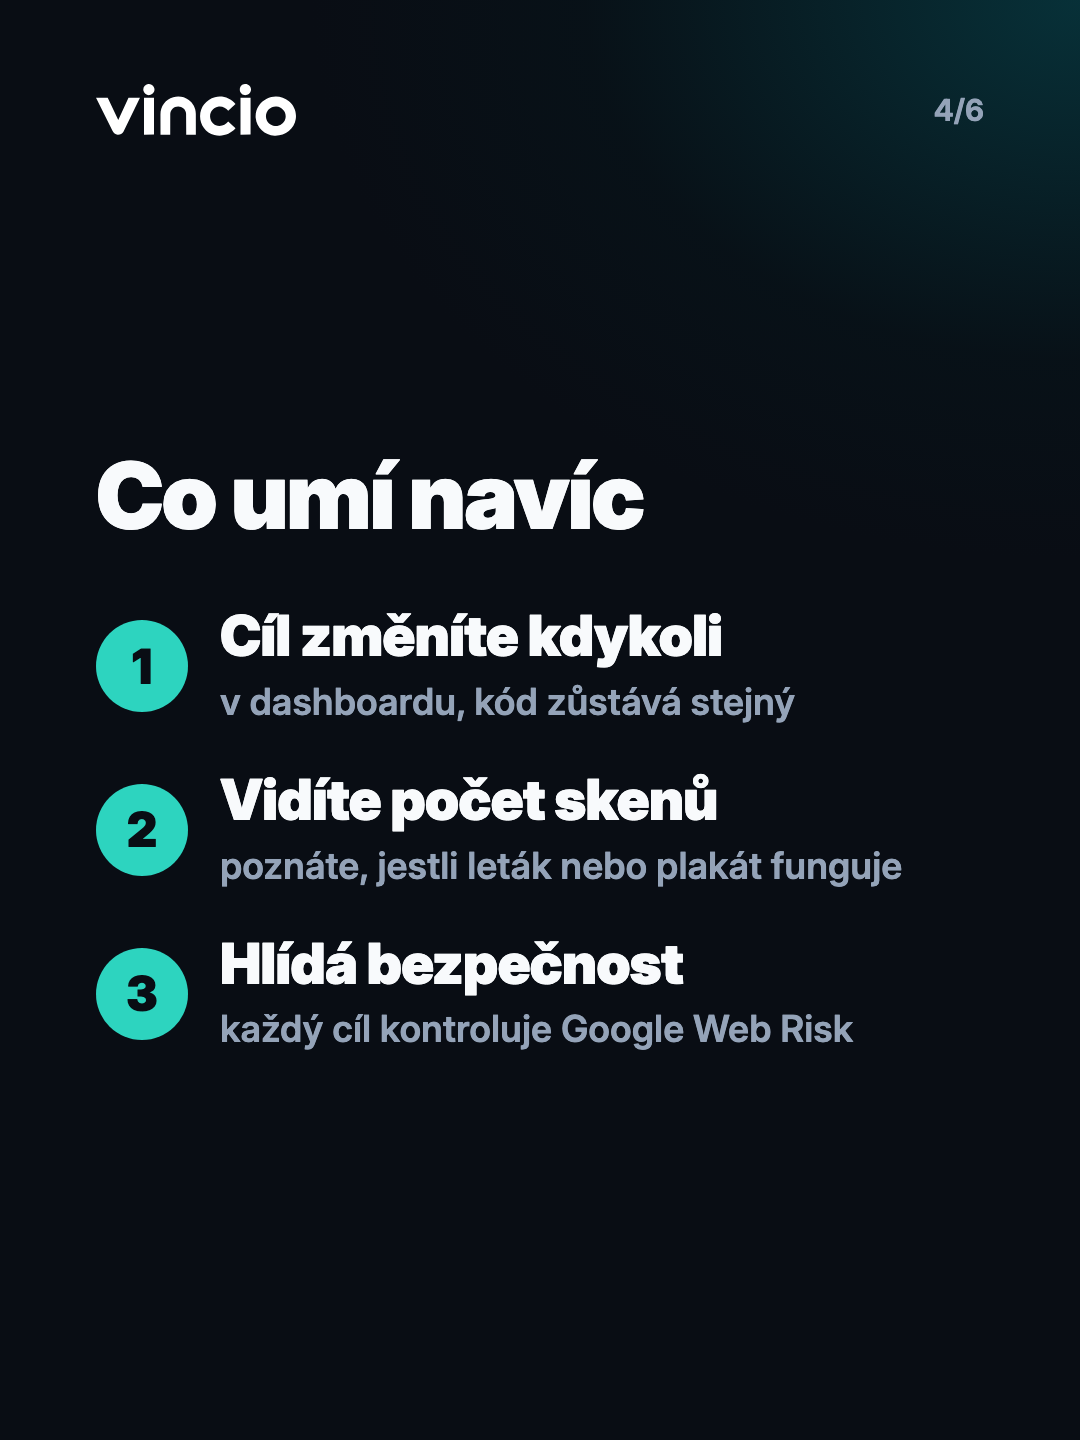 vincio
4/6
Co umí navíc
1
Cíl změníte kdykoli
v dashboardu, kód zůstává stejný
2
Vidíte počet skenů
poznáte, jestli leták nebo plakát funguje
3
Hlídá bezpečnost
každý cíl kontroluje Google Web Risk